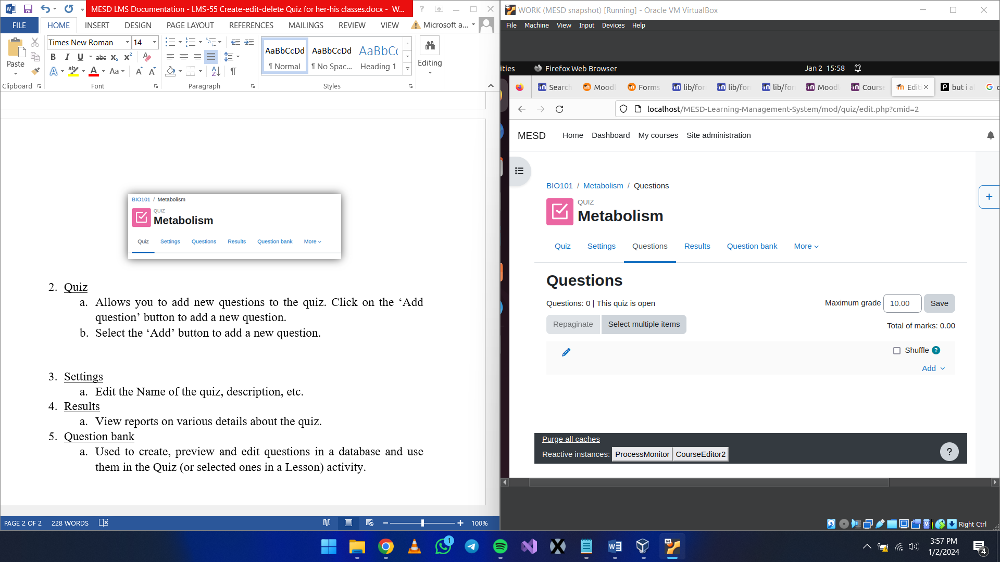 MESD LMS Documentation - LMS-55 Create-edit-delete Quiz for her-his classes.docx - W...
FILE HOME INSERT DESIGN PAGE LAYOUT REFERENCES MAILINGS REVIEW VIEW Microsoft a...
Times New Roman 14
Paste
AaBbCcDd AaBbCcDd AaBbCc
¶ Normal ¶ No Spac... Heading 1
Editing
Clipboard Font Paragraph Styles
BIO101 / Metabolism
QUIZ
Metabolism
Quiz Settings Questions Results Question bank More
2. Quiz
a. Allows you to add new questions to the quiz. Click on the ‘Add
question’ button to add a new question.
b. Select the ‘Add’ button to add a new question.
3. Settings
a. Edit the Name of the quiz, description, etc.
4. Results
a. View reports on various details about the quiz.
5. Question bank
a. Used to create, preview and edit questions in a database and use
them in the Quiz (or selected ones in a Lesson) activity.
PAGE 2 OF 2 228 WORDS 100%
WORK (MESD snapshot) [Running] - Oracle VM VirtualBox
File Machine View Input Devices Help
ities Firefox Web Browser Jan 2 15:58
Search Moodl Forms lib/for lib/for lib/for Moodl Course Edit but i a
localhost/MESD-Learning-Management-System/mod/quiz/edit.php?cmid=2
MESD Home Dashboard My courses Site administration
BIO101 / Metabolism / Questions
QUIZ
Metabolism
Quiz Settings Questions Results Question bank More
Questions
Questions: 0 | This quiz is open
Maximum grade 10.00 Save
Repaginate Select multiple items
Total of marks: 0.00
Shuffle ?
Add
Purge all caches
Reactive instances: ProcessMonitor CourseEditor2
?
Right Ctrl
1
64
3:57 PM
1/2/2024
4